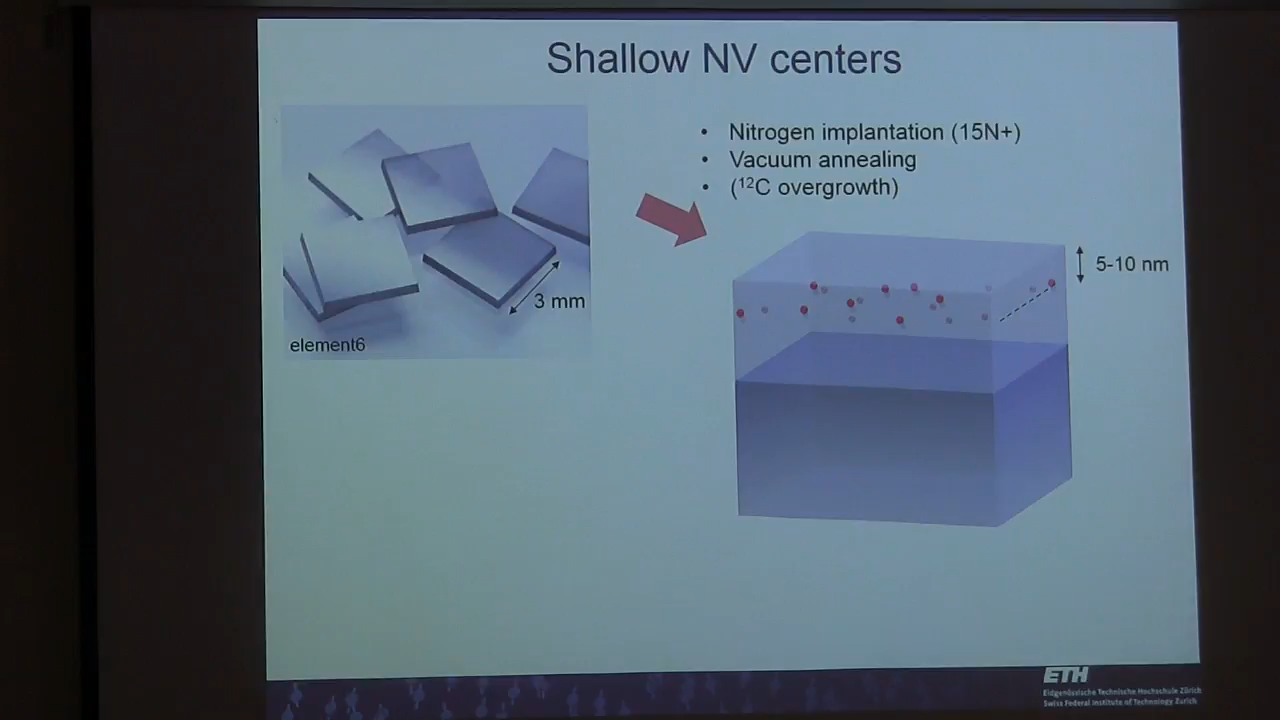 Shallow NV centers
• Nitrogen implantation (15N+)
• Vacuum annealing
• (¹²C overgrowth)
5-10 nm
3 mm
element6
ETH
Eidgenössische Technische Hochschule Zürich
Swiss Federal Institute of Technology Zurich